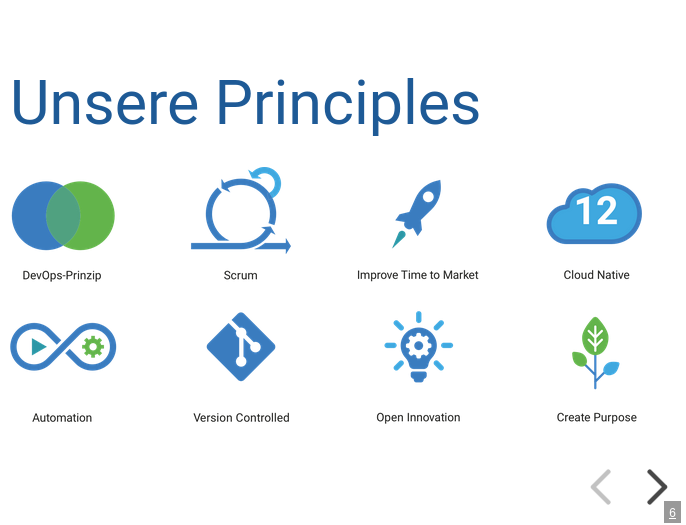 Unsere Principles
12
DevOps-Prinzip
Scrum
Improve Time to Market
Cloud Native
Automation
Version Controlled
Open Innovation
Create Purpose
6